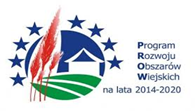 Program
Rozwoju
Obszarów
Wiejskich
na lata 2014-2020